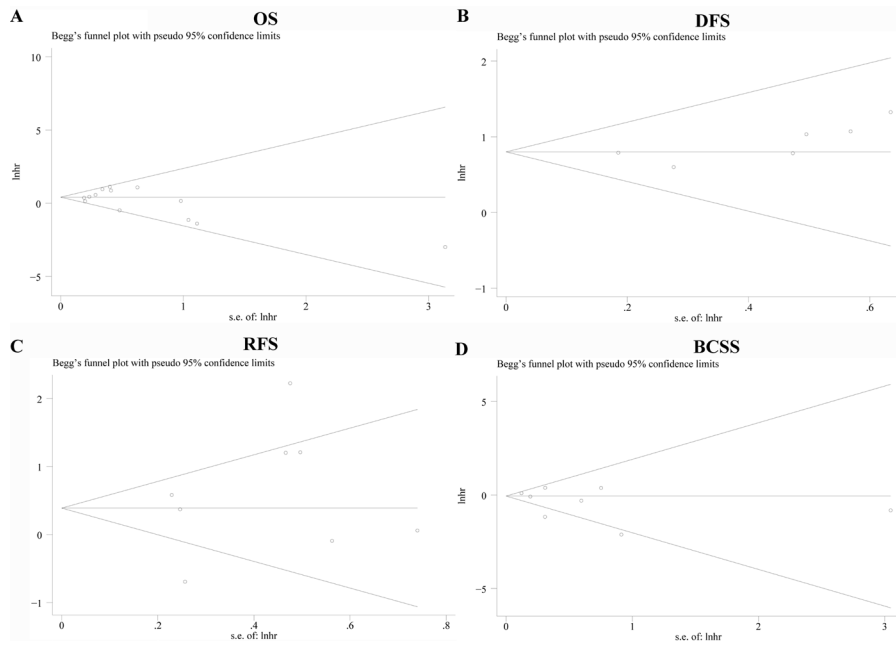 A
OS
Begg's funnel plot with pseudo 95% confidence limits
10
5
0
−5
lnhr
0
1
2
3
s.e. of: lnhr
B
DFS
Begg's funnel plot with pseudo 95% confidence limits
2
1
0
−1
lnhr
0
.2
.4
.6
s.e. of: lnhr
C
RFS
Begg's funnel plot with pseudo 95% confidence limits
2
1
0
−1
0
.2
.4
.6
.8
s.e. of: lnhr
D
BCSS
Begg's funnel plot with pseudo 95% confidence limits
5
0
−5
lnhr
0
1
2
3
s.e. of: lnhr